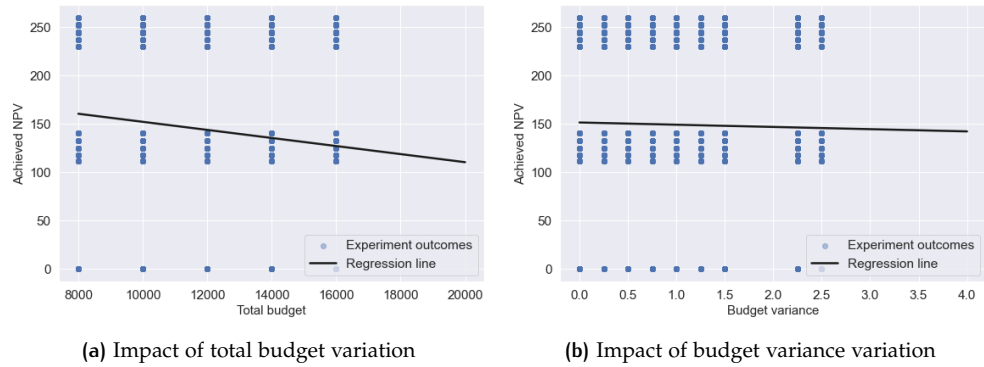 250
200
150
100
50
0
Achieved NPV
Experiment outcomes
Regression line
8000 10000 12000 14000 16000 18000 20000
Total budget
(a) Impact of total budget variation
250
200
150
100
50
0
Achieved NPV
Experiment outcomes
Regression line
0.0 0.5 1.0 1.5 2.0 2.5 3.0 3.5 4.0
Budget variance
(b) Impact of budget variance variation